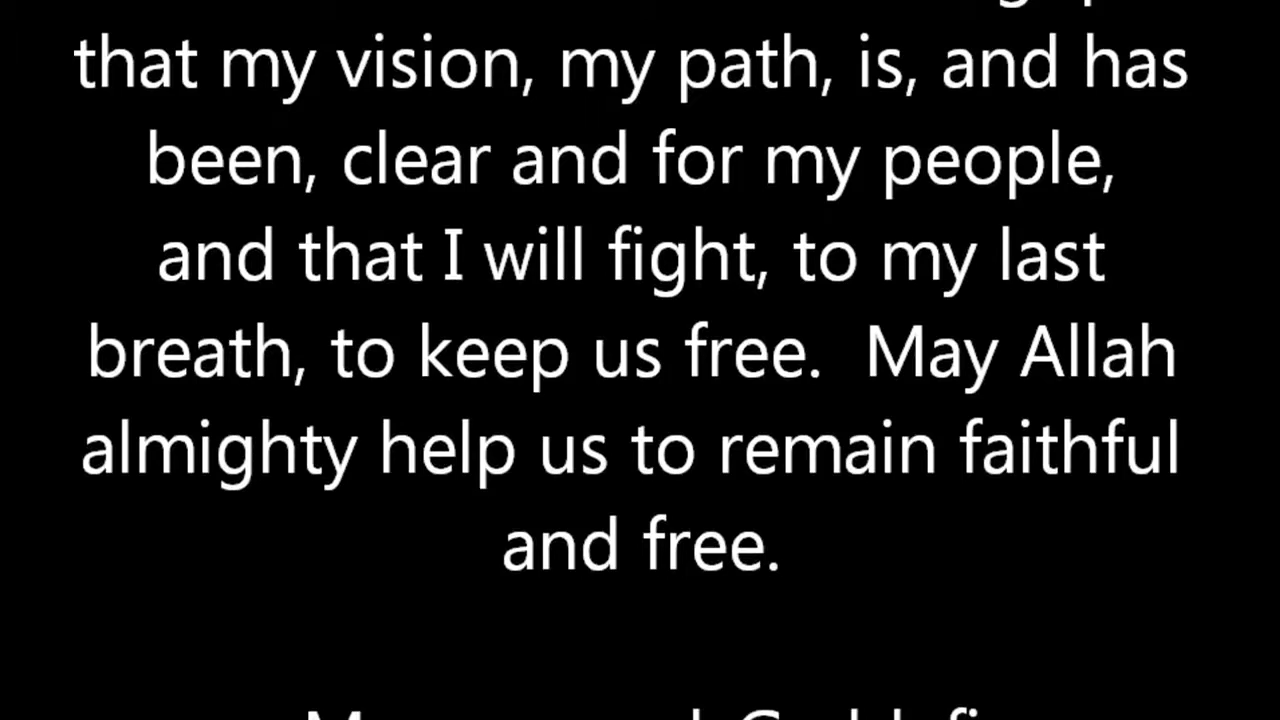 that my vision, my path, is, and has
been, clear and for my people,
and that I will fight, to my last
breath, to keep us free.  May Allah
almighty help us to remain faithful
and free.